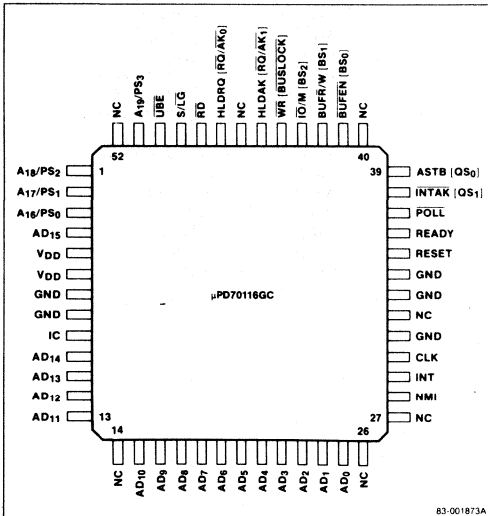 NC
A19/PS3
UBE
S/LG
RD
HLDRQ [RQ/AK0]
NC
HLDAK [RQ/AK1]
WR [BUSLOCK]
IO/M [BS2]
BUFR/W [BS1]
BUFEN [BS0]
NC
52
40
1
39
A18/PS2
A17/PS1
A16/PS0
AD15
VDD
VDD
GND
GND
IC
AD14
AD13
AD12
AD11
µPD70116GC
ASTB [QS0]
INTAK [QS1]
POLL
READY
RESET
GND
GND
NC
GND
CLK
INT
NMI
NC
13
27
14
26
NC
AD10
AD9
AD8
AD7
AD6
AD5
AD4
AD3
AD2
AD1
AD0
NC
83-001873A